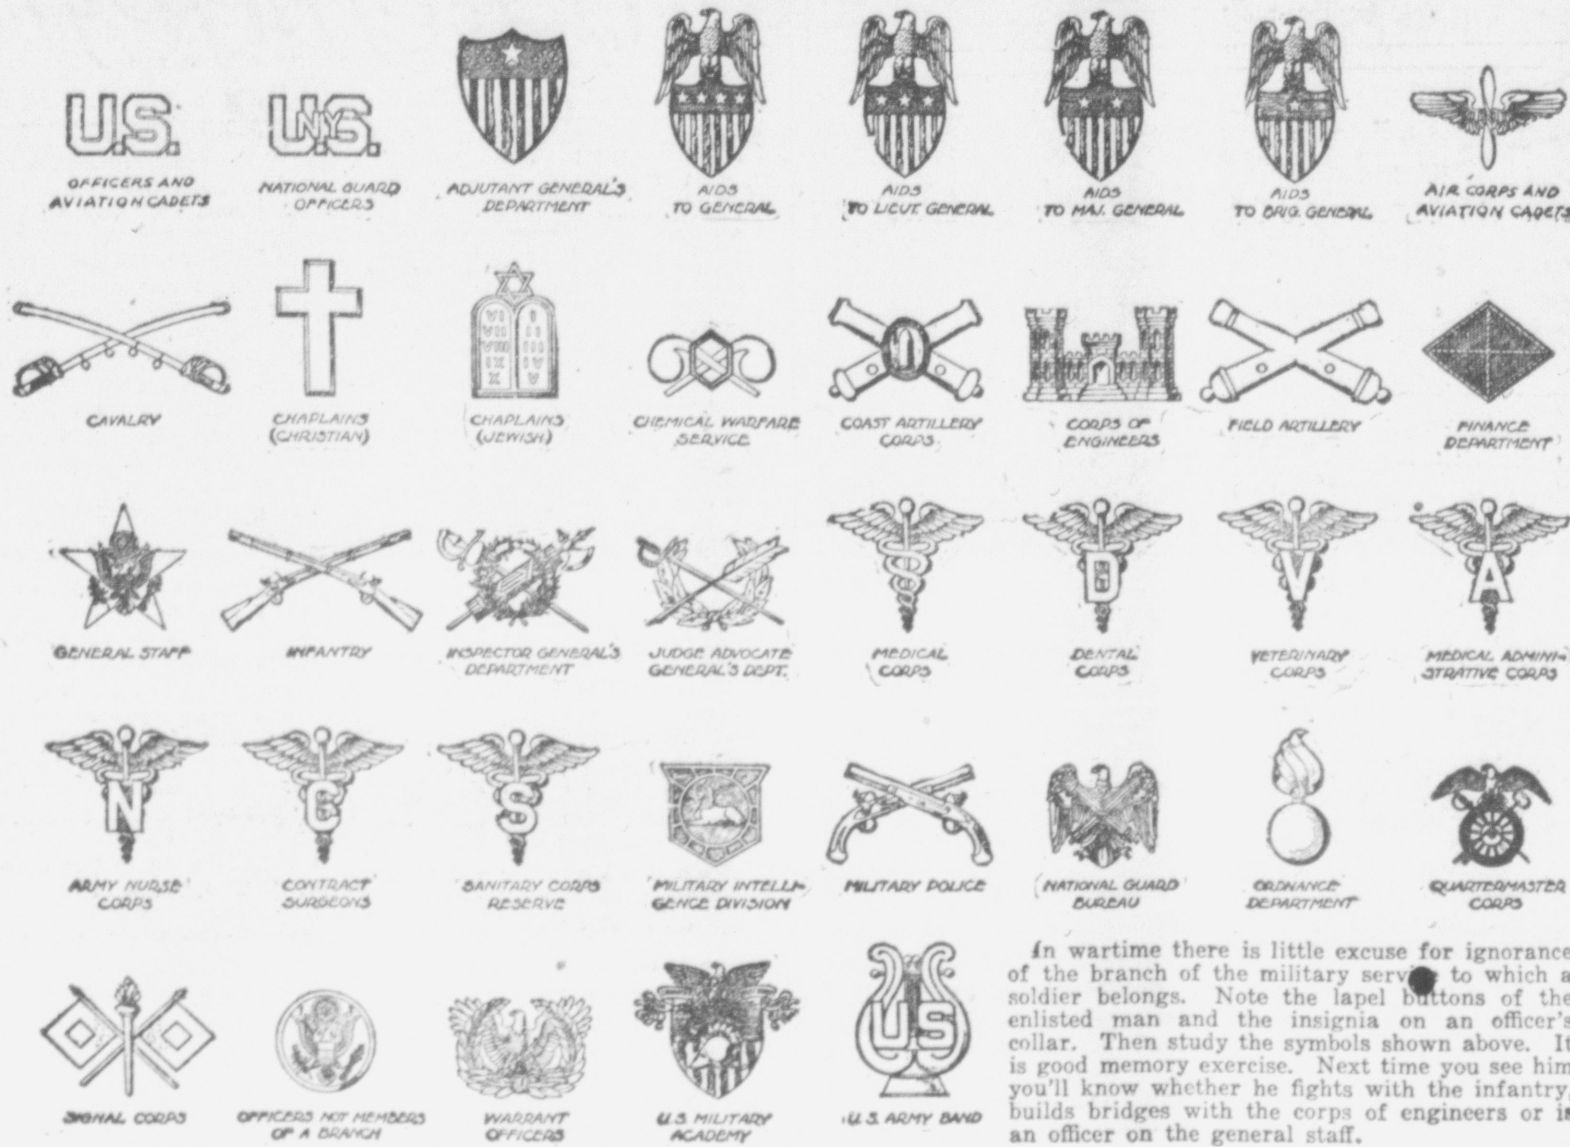 U.S.
OFFICERS AND
AVIATION CADETS
U.S.
NY
NATIONAL GUARD
OFFICERS
ADJUTANT GENERAL'S
DEPARTMENT
AIDS
TO GENERAL
AIDS
TO LIEUT. GENERAL
AIDS
TO MAJ. GENERAL
AIDS
TO BRIG. GENERAL
AIR CORPS AND
AVIATION CADETS
CAVALRY
CHAPLAINS
(CHRISTIAN)
VI I
VII II
VIII III
IX IV
X V
CHAPLAINS
(JEWISH)
CHEMICAL WARFARE
SERVICE
COAST ARTILLERY
CORPS
CORPS OF
ENGINEERS
FIELD ARTILLERY
FINANCE
DEPARTMENT
GENERAL STAFF
INFANTRY
INSPECTOR GENERAL'S
DEPARTMENT
JUDGE ADVOCATE
GENERAL'S DEPT.
MEDICAL
CORPS
D
DENTAL
CORPS
V
VETERINARY
CORPS
A
MEDICAL ADMINI-
STRATIVE CORPS
N
ARMY NURSE
CORPS
C
CONTRACT
SURGEONS
S
SANITARY CORPS
RESERVE
MILITARY INTELLI-
GENCE DIVISION
MILITARY POLICE
NATIONAL GUARD
BUREAU
ORDNANCE
DEPARTMENT
QUARTERMASTER
CORPS
SIGNAL CORPS
OFFICERS NOT MEMBERS
OF A BRANCH
WARRANT
OFFICERS
U.S. MILITARY
ACADEMY
US
U.S. ARMY BAND
In wartime there is little excuse for ignorance
of the branch of the military service to which a
soldier belongs. Note the lapel buttons of the
enlisted man and the insignia on an officer's
collar. Then study the symbols shown above. It
is good memory exercise. Next time you see him
you'll know whether he fights with the infantry,
builds bridges with the corps of engineers or is
an officer on the general staff.